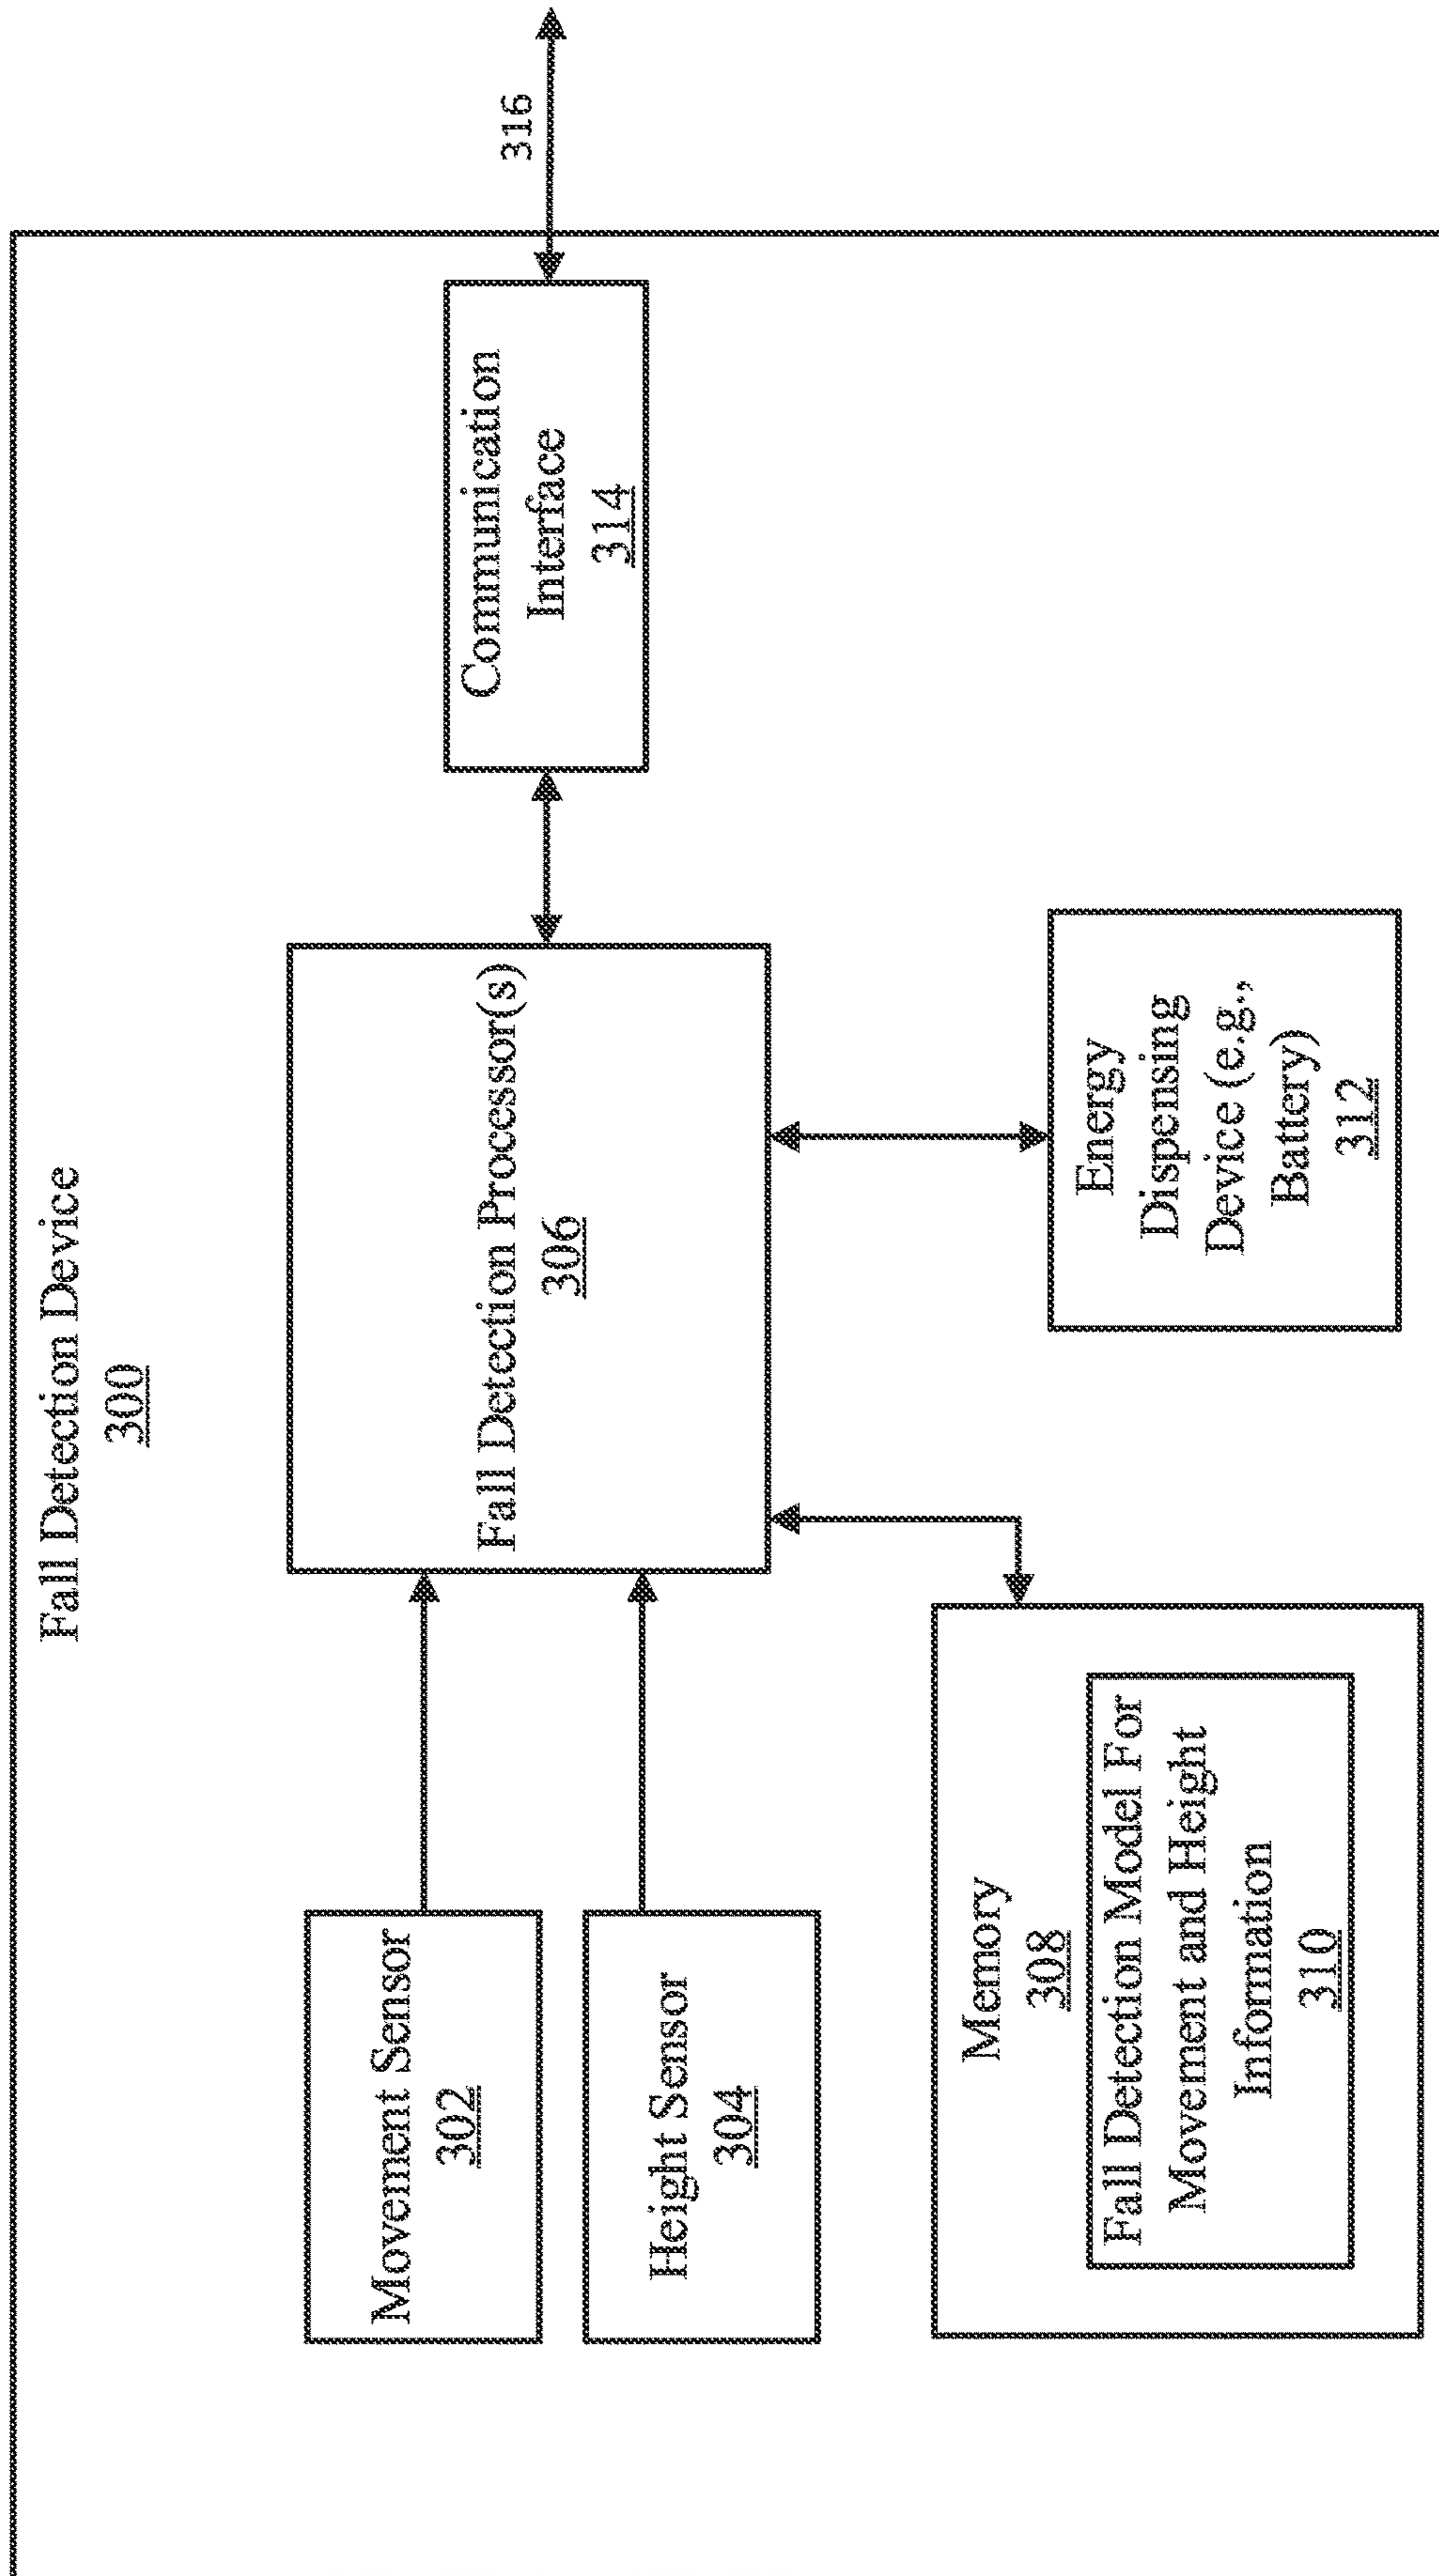 Fall Detection Device
300
Movement Sensor
302
Height Sensor
304
Fall Detection Processor(s)
306
Communication
Interface
314
316
Memory
308
Fall Detection Model For
Movement and Height
Information
310
Energy
Dispensing
Device (e.g.,
Battery)
312